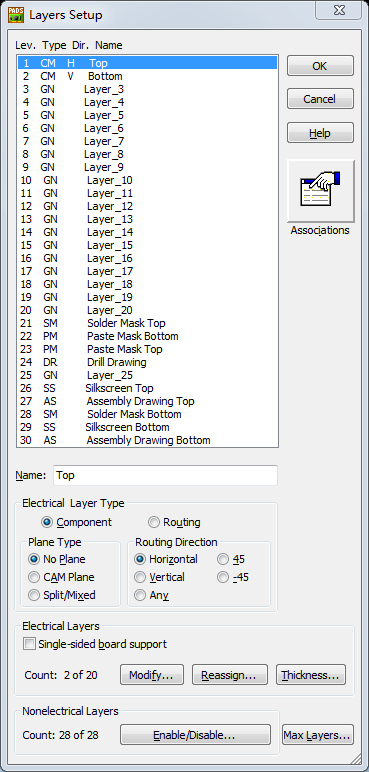 PADS
Layers Setup
Lev. Type Dir. Name
1 CM H Top
2 CM V Bottom
3 GN Layer_3
4 GN Layer_4
5 GN Layer_5
6 GN Layer_6
7 GN Layer_7
8 GN Layer_8
9 GN Layer_9
10 GN Layer_10
11 GN Layer_11
12 GN Layer_12
13 GN Layer_13
14 GN Layer_14
15 GN Layer_15
16 GN Layer_16
17 GN Layer_17
18 GN Layer_18
19 GN Layer_19
20 GN Layer_20
21 SM Solder Mask Top
22 PM Paste Mask Bottom
23 PM Paste Mask Top
24 DR Drill Drawing
25 GN Layer_25
26 SS Silkscreen Top
27 AS Assembly Drawing Top
28 SM Solder Mask Bottom
29 SS Silkscreen Bottom
30 AS Assembly Drawing Bottom
OK
Cancel
Help
Associations
Name: Top
Electrical Layer Type
Component Routing
Plane Type
No Plane
CAM Plane
Split/Mixed
Routing Direction
Horizontal 45
Vertical -45
Any
Electrical Layers
Single-sided board support
Count: 2 of 20 Modify... Reassign... Thickness...
Nonelectrical Layers
Count: 28 of 28 Enable/Disable... Max Layers...